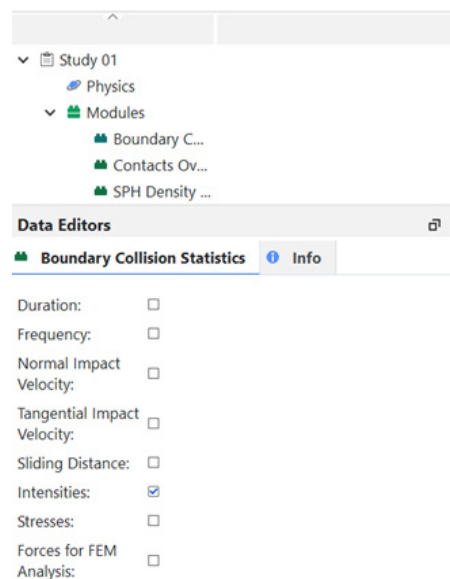 Study 01
Physics
Modules
Boundary C...
Contacts Ov...
SPH Density ...
Data Editors
Boundary Collision Statistics
Info
Duration:
Frequency:
Normal Impact
Velocity:
Tangential Impact
Velocity:
Sliding Distance:
Intensities:
Stresses:
Forces for FEM
Analysis: